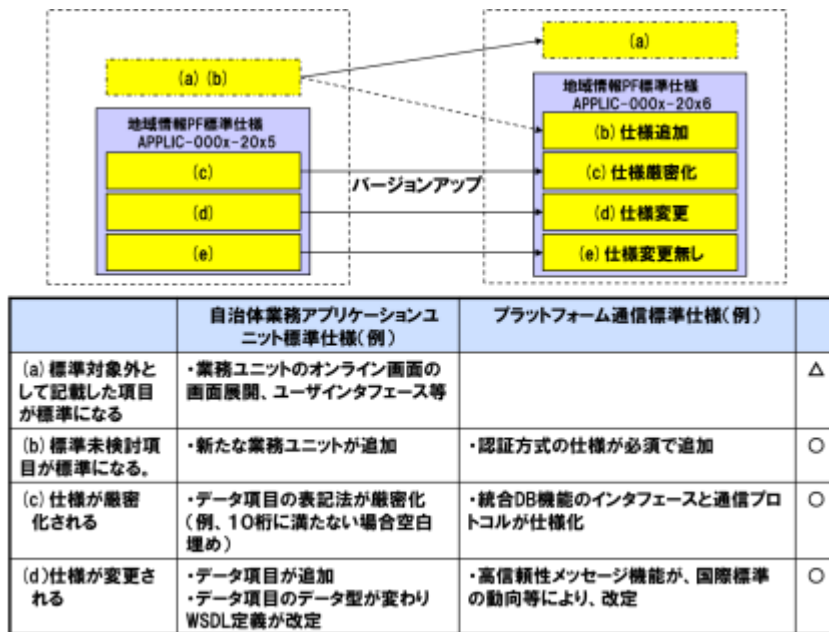 (a) (b)
地域情報PF標準仕様
APPLIC-000x-20x5
(c)
(d)
(e)
バージョンアップ
(a)
地域情報PF標準仕様
APPLIC-000x-20x6
(b) 仕様追加
(c) 仕様厳密化
(d) 仕様変更
(e) 仕様変更無し
自治体業務アプリケーションユ
ニット標準仕様(例)
プラットフォーム通信標準仕様(例)
(a) 標準対象外と
して記載した項目
が標準になる
・業務ユニットのオンライン画面の
画面展開、ユーザインタフェース等
△
(b) 標準未検討項
目が標準になる。
・新たな業務ユニットが追加
・認証方式の仕様が必須で追加
○
(c) 仕様が厳密
化される
・データ項目の表記法が厳密化
(例、10桁に満たない場合空白
埋め)
・統合DB機能のインタフェースと通信プロ
トコルが仕様化
○
(d)仕様が変更さ
れる
・データ項目が追加
・データ項目のデータ型が変わり
WSDL定義が改定
・高信頼性メッセージ機能が、国際標準
の動向等により、改定
○